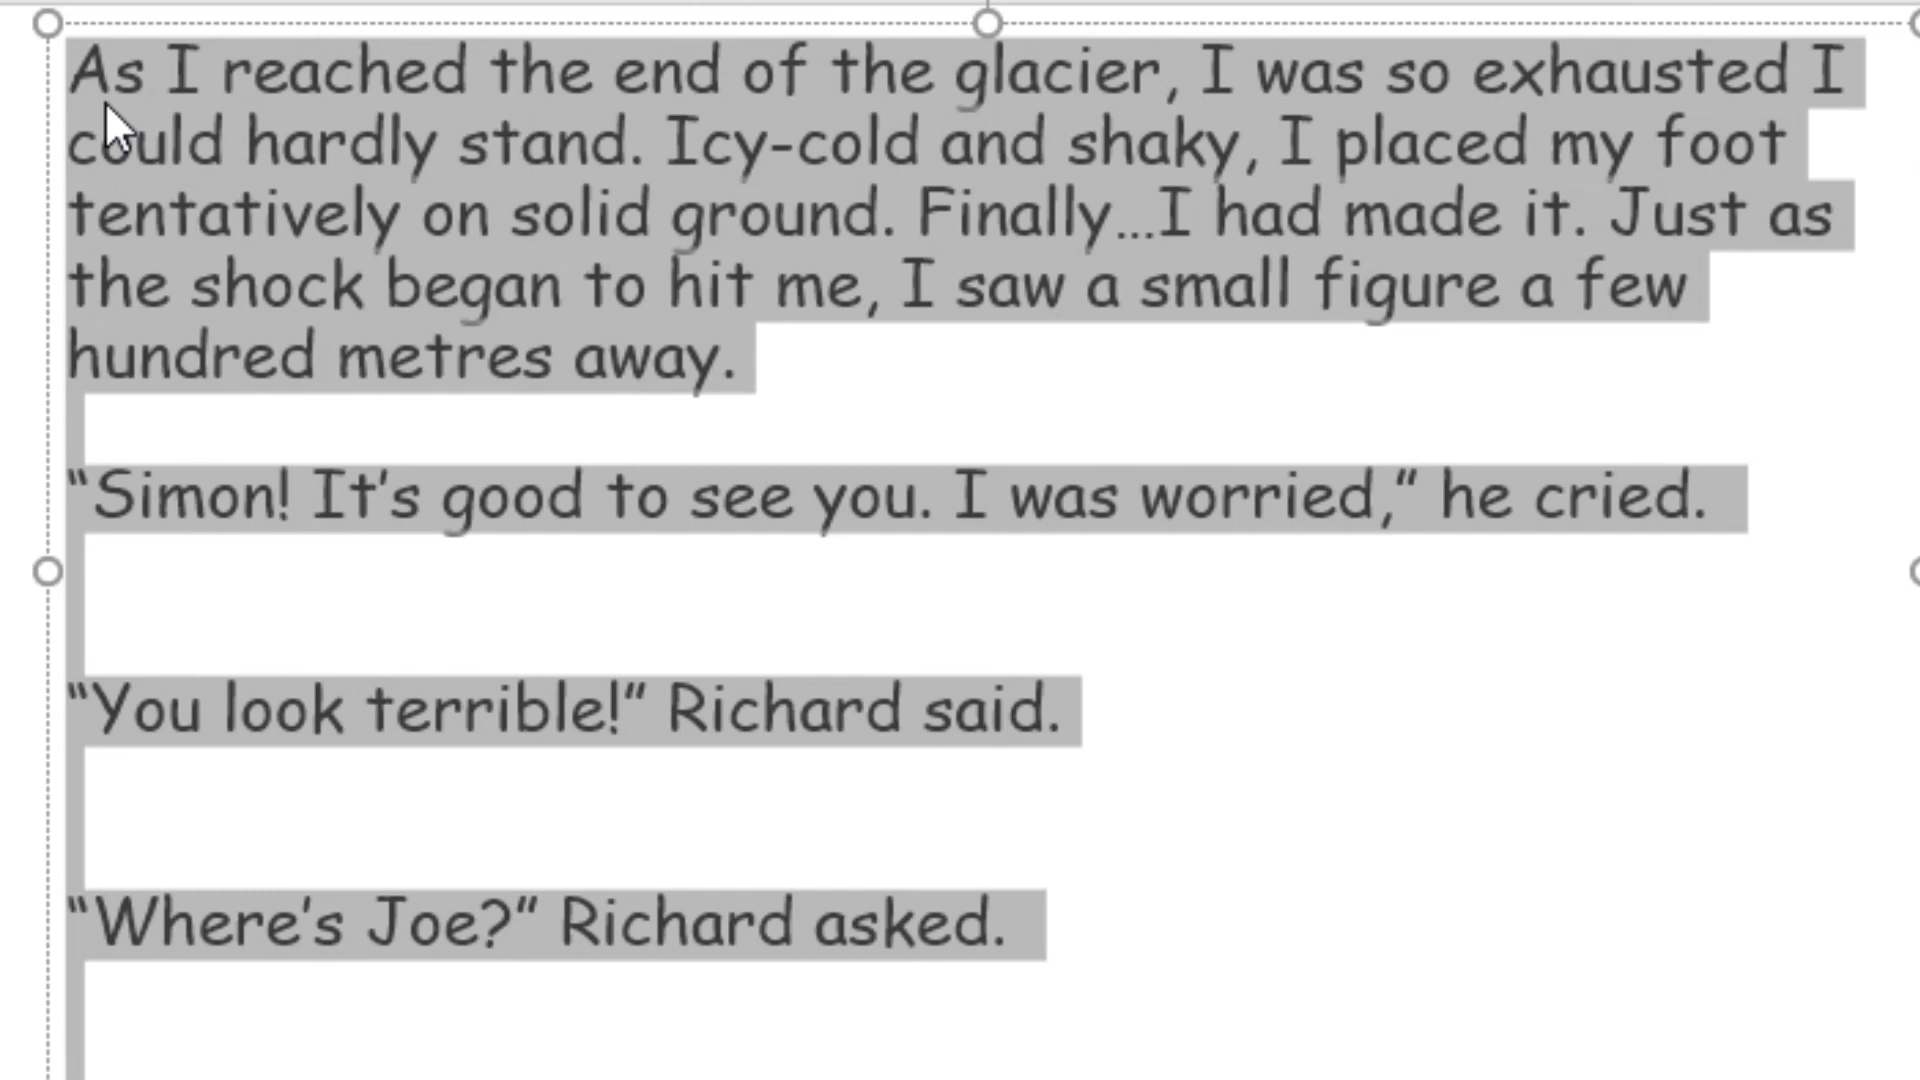 As I reached the end of the glacier, I was so exhausted I
could hardly stand. Icy-cold and shaky, I placed my foot
tentatively on solid ground. Finally…I had made it. Just as
the shock began to hit me, I saw a small figure a few
hundred metres away.
“Simon! It’s good to see you. I was worried,” he cried.
“You look terrible!” Richard said.
“Where’s Joe?” Richard asked.